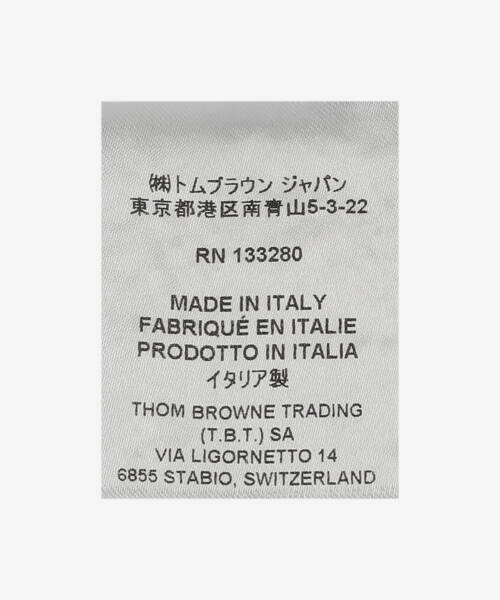 ㈱トムブラウン ジャパン
東京都港区南青山5-3-22
RN 133280
MADE IN ITALY
FABRIQUÉ EN ITALIE
PRODOTTO IN ITALIA
イタリア製
THOM BROWNE TRADING
(T.B.T.) SA
VIA LIGORNETTO 14
6855 STABIO, SWITZERLAND